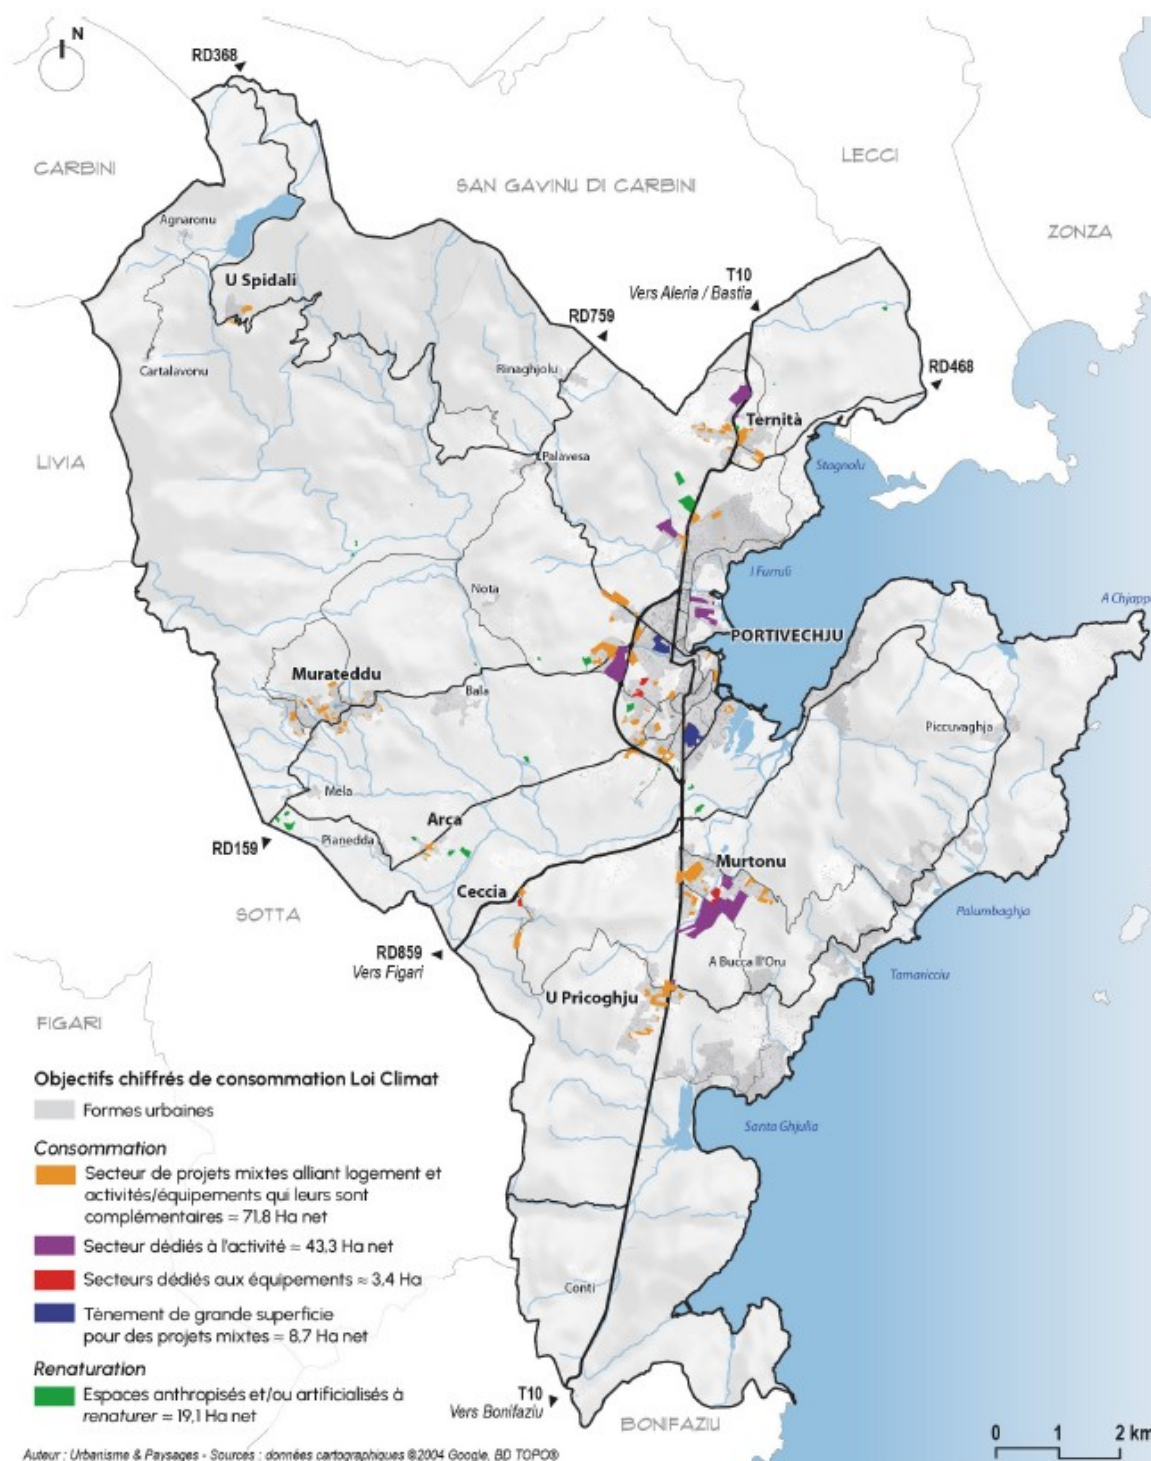 N
RD368
CARBINI
SAN GAVINU DI CARBINI
LECCI
ZONZA
Agnaronu
U Spidali
T10
Vers Aleria / Bastia
RD759
Cartalavonu
Rinaghjolu
RD468
Ternità
LIVIA
Palavesa
Stagnolu
I Furruli
Nota
A Chjapp
PORTIVECHJU
Murateddu
Bala
Piccuvaghja
Mela
Arca
Pianedda
RD159
Murtonu
Ceccia
SOTTA
Palumbaghja
RD859
Vers Figari
A Bucca ll'Oru
Tamaricciu
U Pricoghju
FIGARI
Objectifs chiffrés de consommation Loi Climat
Formes urbaines
Santa Ghjulia
Consommation
Secteur de projets mixtes alliant logement et
activités/équipements qui leurs sont
complémentaires ≈ 71,8 Ha net
Secteur dédiés à l'activité ≈ 43,3 Ha net
Secteurs dédiés aux équipements ≈ 3,4 Ha
Conti
Tènement de grande superficie
pour des projets mixtes ≈ 8,7 Ha net
Renaturation
Espaces anthropisés et/ou artificialisés à
renaturer ≈ 19,1 Ha net
T10
Vers Bonifaziu
BONIFAZIU
0 1 2 km
Auteur : Urbanisme & Paysages - Sources : données cartographiques ©2004 Google, BD TOPO®